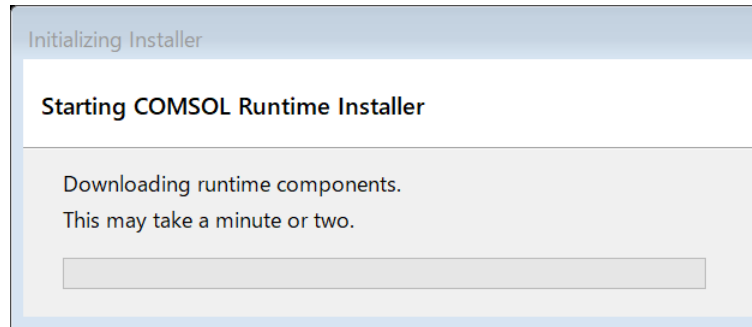 Initializing Installer
Starting COMSOL Runtime Installer
Downloading runtime components.
This may take a minute or two.